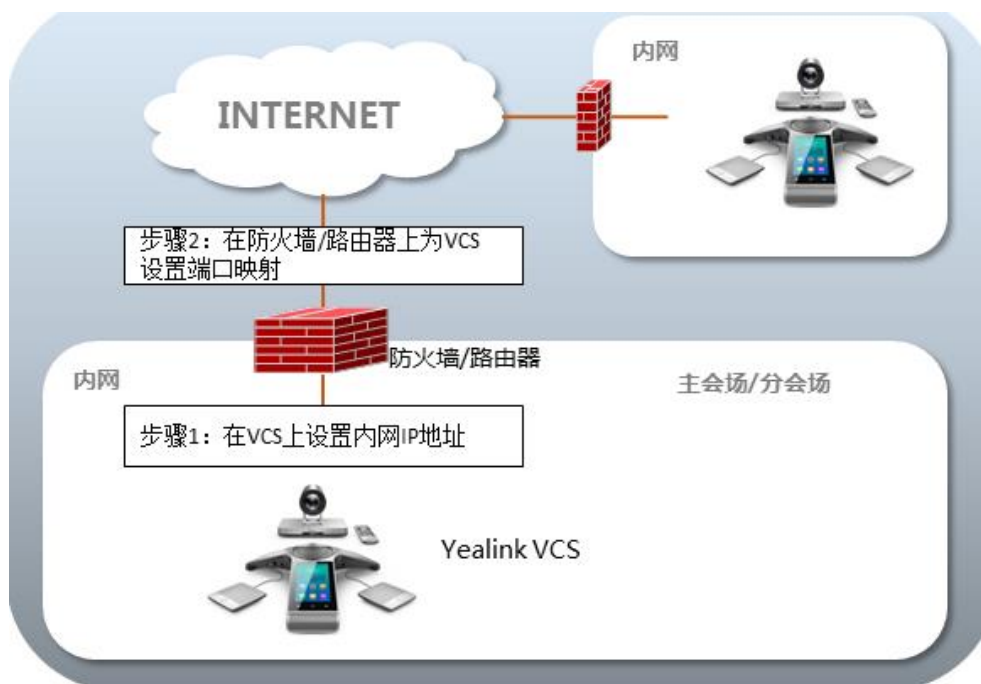 内网
INTERNET
步骤2：在防火墙/路由器上为VCS
设置端口映射
防火墙/路由器
内网
主会场/分会场
步骤1：在VCS上设置内网IP地址
Yealink VCS